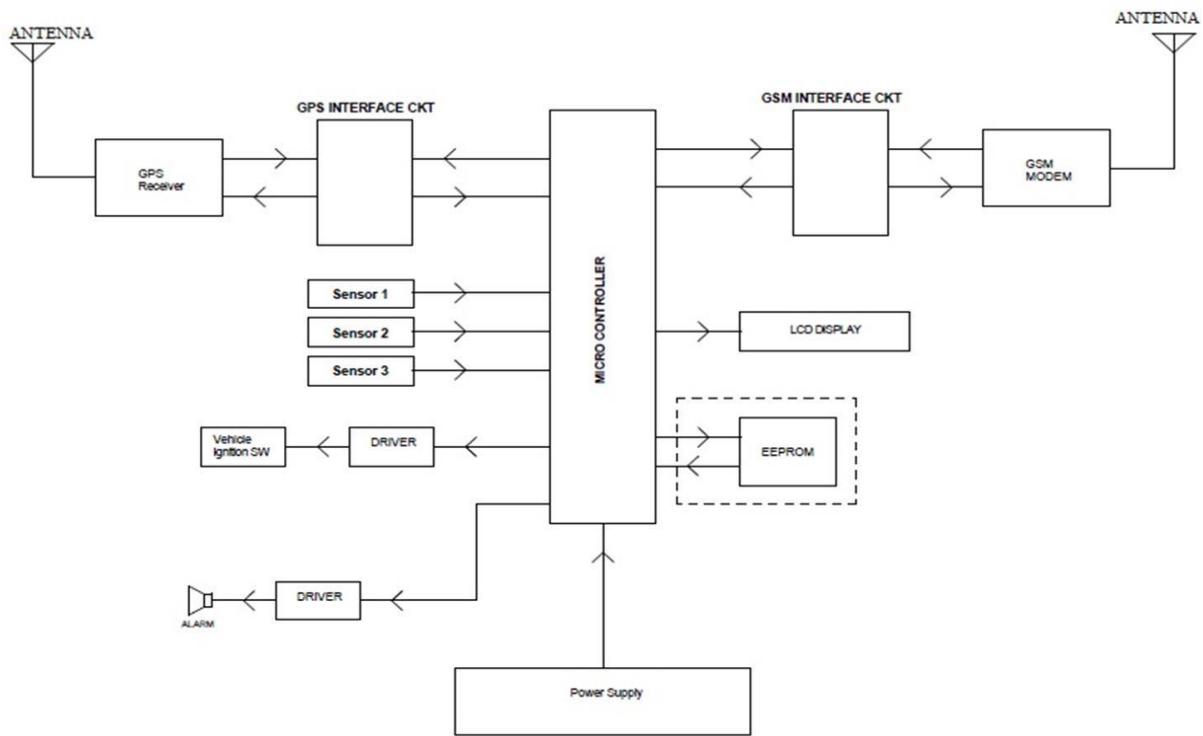 ANTENNA
ANTENNA
GPS INTERFACE CKT
GSM INTERFACE CKT
GPS
Receiver
GSM
MODEM
MICRO CONTROLLER
Sensor 1
Sensor 2
Sensor 3
LCD DISPLAY
Vehicle
Ignition SW
DRIVER
EEPROM
DRIVER
ALARM
Power Supply